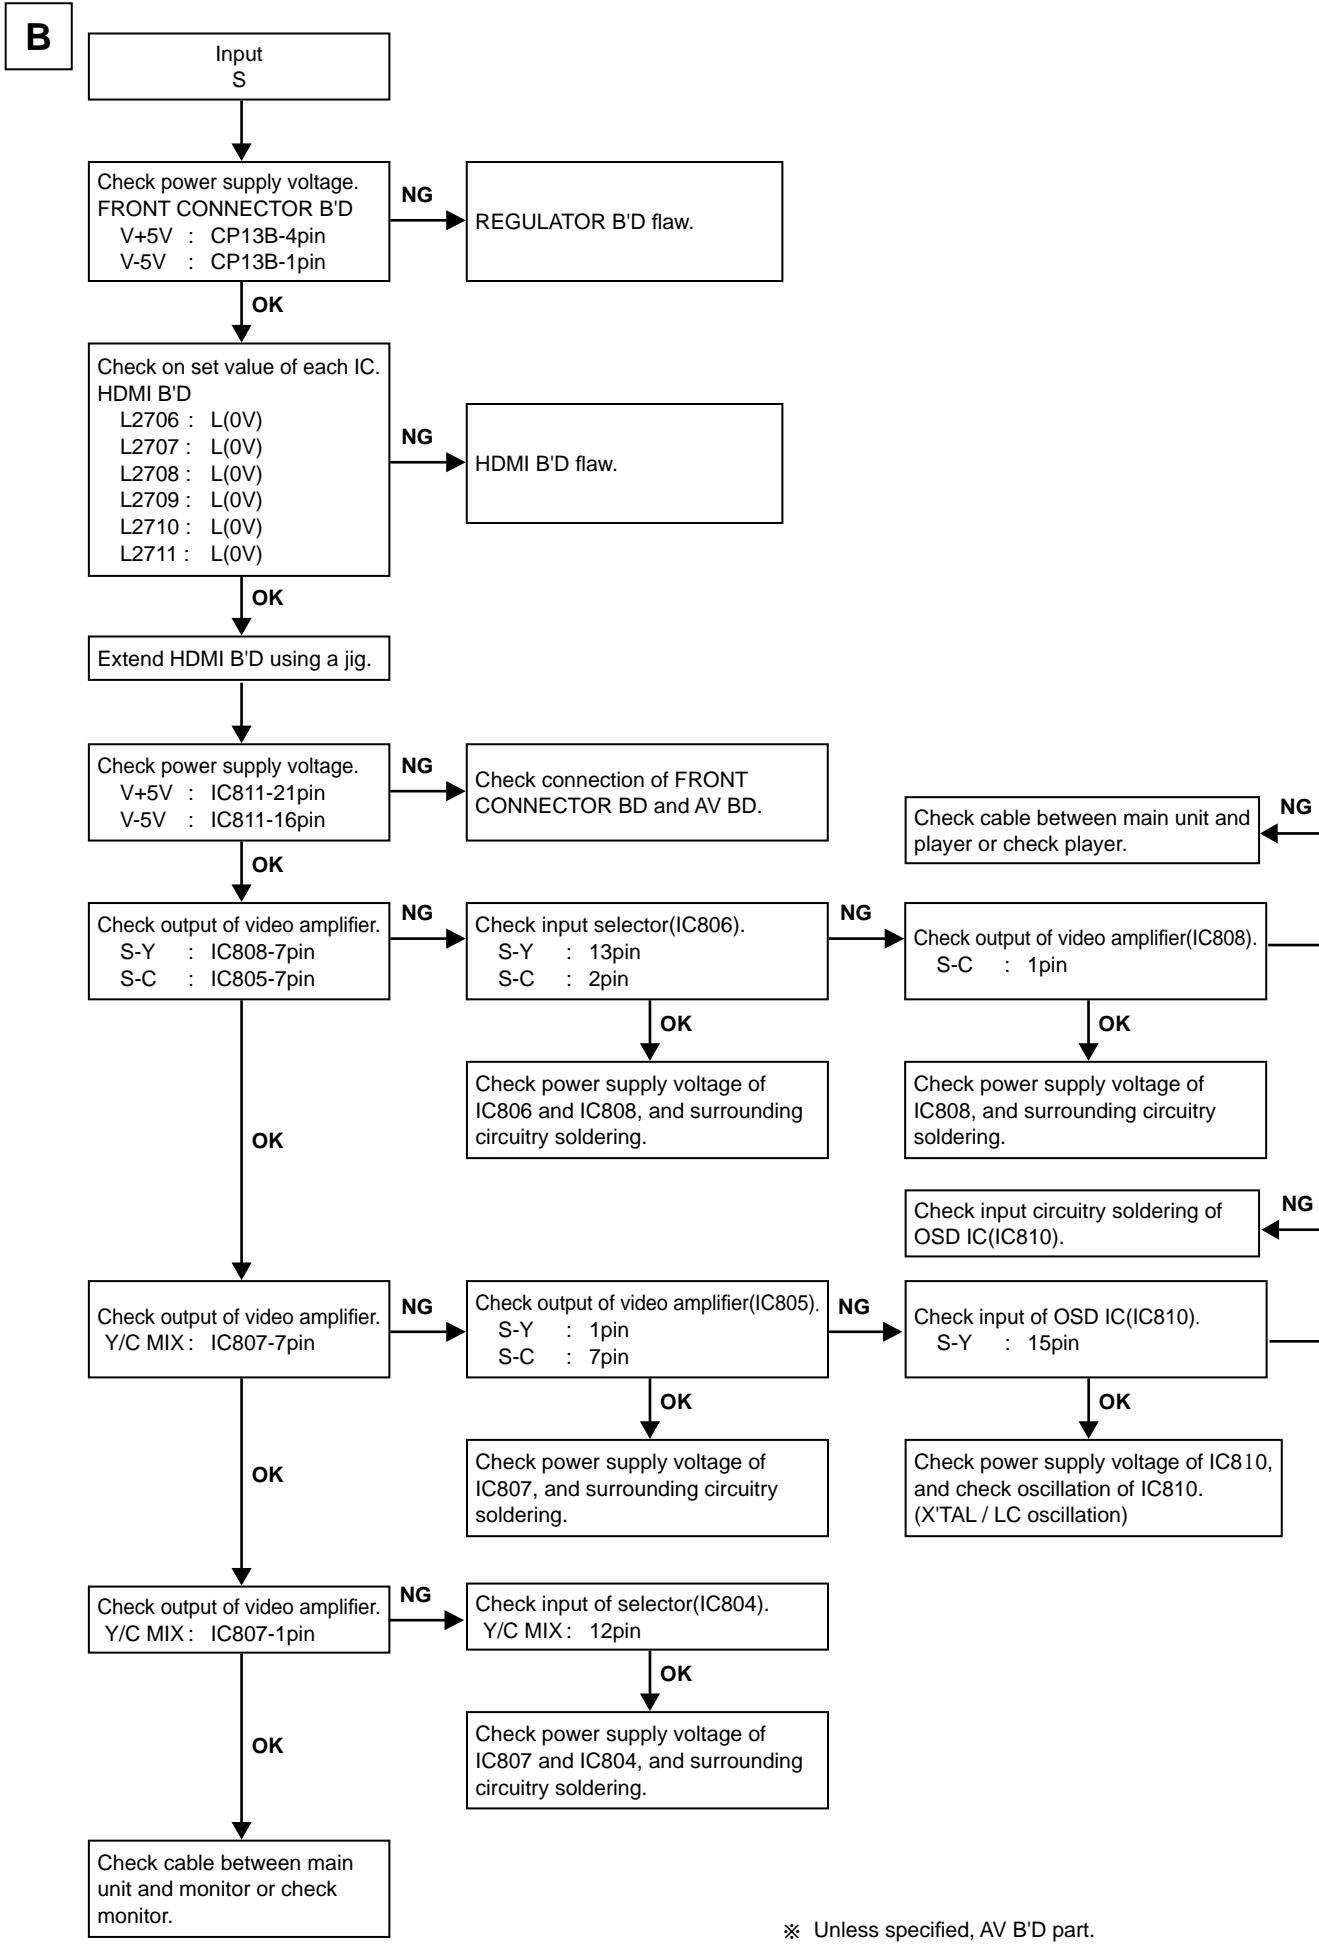 B
Input
S
Check power supply voltage.
FRONT CONNECTOR B'D
V+5V : CP13B-4pin
V-5V : CP13B-1pin
NG
REGULATOR B'D flaw.
OK
Check on set value of each IC.
HDMI B'D
L2706 : L(0V)
L2707 : L(0V)
L2708 : L(0V)
L2709 : L(0V)
L2710 : L(0V)
L2711 : L(0V)
NG
HDMI B'D flaw.
OK
Extend HDMI B'D using a jig.
Check power supply voltage.
V+5V : IC811-21pin
V-5V : IC811-16pin
NG
Check connection of FRONT
CONNECTOR BD and AV BD.
Check cable between main unit and
player or check player.
NG
OK
Check output of video amplifier.
S-Y : IC808-7pin
S-C : IC805-7pin
NG
Check input selector(IC806).
S-Y : 13pin
S-C : 2pin
NG
Check output of video amplifier(IC808).
S-C : 1pin
OK
OK
Check power supply voltage of
IC806 and IC808, and surrounding
circuitry soldering.
Check power supply voltage of
IC808, and surrounding circuitry
soldering.
OK
Check input circuitry soldering of
OSD IC(IC810).
NG
Check output of video amplifier.
Y/C MIX : IC807-7pin
NG
Check output of video amplifier(IC805).
S-Y : 1pin
S-C : 7pin
NG
Check input of OSD IC(IC810).
S-Y : 15pin
OK
OK
Check power supply voltage of
IC807, and surrounding circuitry
soldering.
Check power supply voltage of IC810,
and check oscillation of IC810.
(X'TAL / LC oscillation)
OK
Check output of video amplifier.
Y/C MIX : IC807-1pin
NG
Check input of selector(IC804).
Y/C MIX : 12pin
OK
Check power supply voltage of
IC807 and IC804, and surrounding
circuitry soldering.
OK
Check cable between main
unit and monitor or check
monitor.
※ Unless specified, AV B'D part.